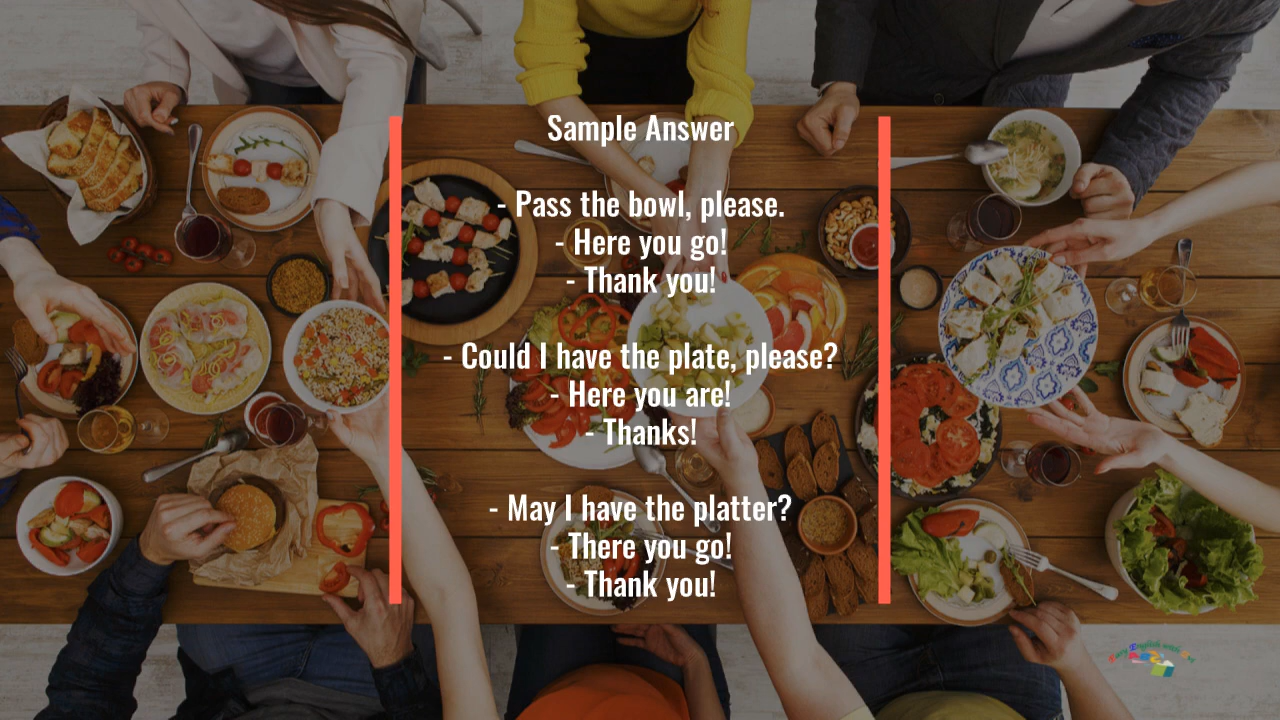 Sample Answer
- Pass the bowl, please.
- Here you go!
- Thank you!
- Could I have the plate, please?
- Here you are!
- Thanks!
- May I have the platter?
- There you go!
- Thank you!